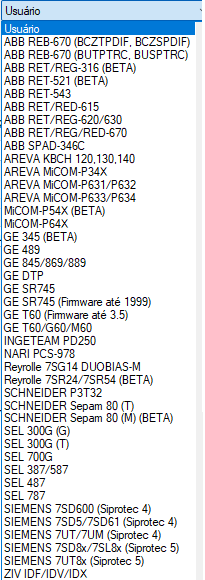 Usuário
Usuário
ABB REB-670 (BCZTPDIF, BCZSPDIF)
ABB REB-670 (BUTPTRC, BUSPTRC)
ABB RET/REG-316 (BETA)
ABB RET-521 (BETA)
ABB RET-543
ABB RET/RED-615
ABB RET/REG-620/630
ABB RET/REG/RED-670
ABB SPAD-346C
AREVA KBCH 120,130,140
AREVA MiCOM-P34X
AREVA MiCOM-P631/P632
AREVA MiCOM-P633/P634
MiCOM-P54X (BETA)
MiCOM-P64X
GE 345 (BETA)
GE 489
GE 845/869/889
GE DTP
GE SR745
GE SR745 (Firmware até 1999)
GE T60 (Firmware até 3.5)
GE T60/G60/M60
INGETEAM PD250
NARI PCS-978
Reyrolle 7SG14 DUOBIAS-M
Reyrolle 7SR24/7SR54 (BETA)
SCHNEIDER P3T32
SCHNEIDER Sepam 80 (T)
SCHNEIDER Sepam 80 (M) (BETA)
SEL 300G (G)
SEL 300G (T)
SEL 700G
SEL 387/587
SEL 487
SEL 787
SIEMENS 7SD600 (Siprotec 4)
SIEMENS 7SD5/7SD61 (Siprotec 4)
SIEMENS 7UT/7UM (Siprotec 4)
SIEMENS 7SD8x/7SL8x (Siprotec 5)
SIEMENS 7UT8x (Siprotec 5)
ZIV IDF/IDV/IDX